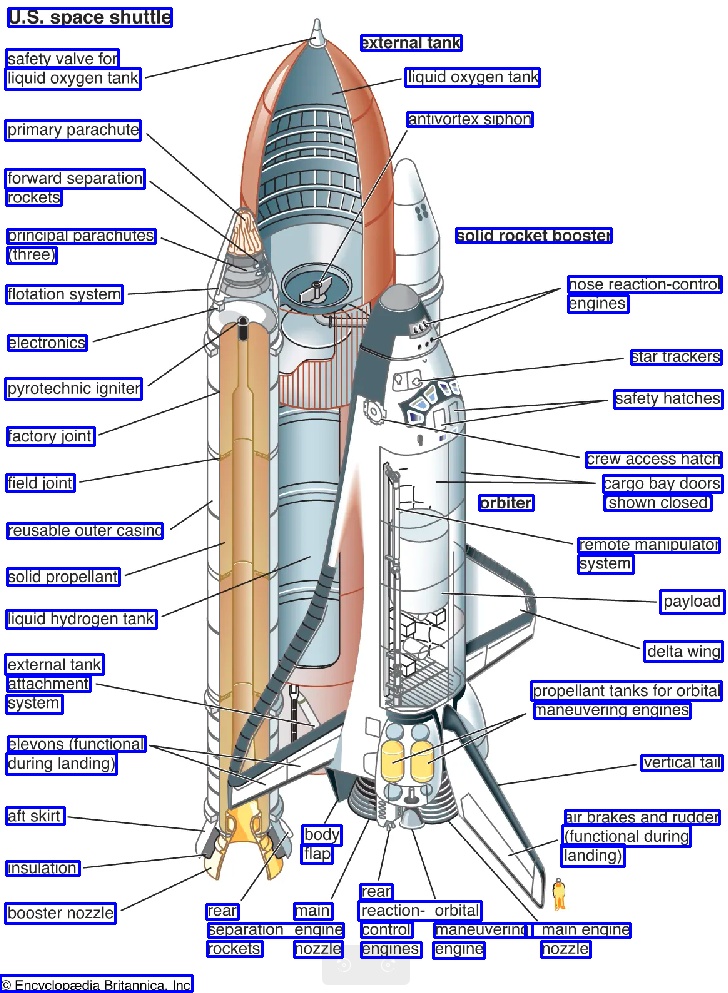 U.S. space shuttle
external tank
safety valve for
liquid oxygen tank
liquid oxygen tank
antivortex siphon
primary parachute
forward separation
rockets
principal parachutes
(three)
solid rocket booster
flotation system
nose reaction-control
engines
electronics
star trackers
pyrotechnic igniter
safety hatches
factory joint
crew access hatch
field joint
cargo bay doors
shown closed
orbiter
reusable outer casing
remote manipulator
system
solid propellant
payload
liquid hydrogen tank
delta wing
external tank
attachment
system
propellant tanks for orbital
maneuvering engines
elevons (functional
during landing)
vertical tail
aft skirt
air brakes and rudder
(functional during
landing)
body
flap
insulation
booster nozzle
rear
separation
rockets
main
engine
nozzle
rear
reaction-
control
engines
orbital
maneuvering
engine
main engine
nozzle
© Encyclopædia Britannica, Inc